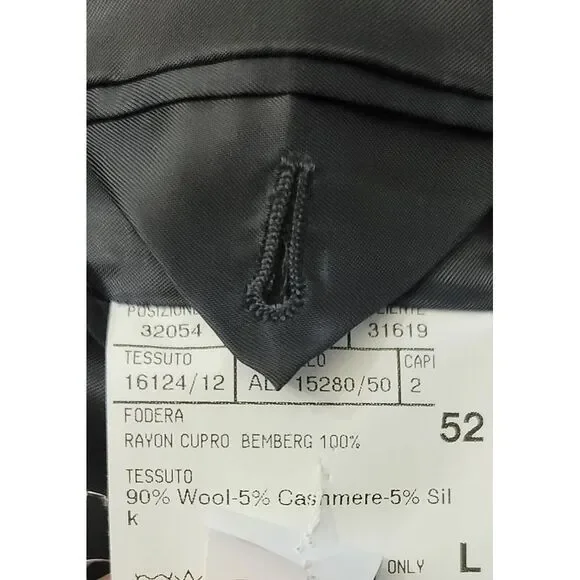 POSIZIONE
32054 31619
TESSUTO CAPI
16124/12 15280/50 2
FODERA
RAYON CUPRO BEMBERG 100%
52
TESSUTO
90% Wool-5% Cashmere-5% Sil
k
ONLY L